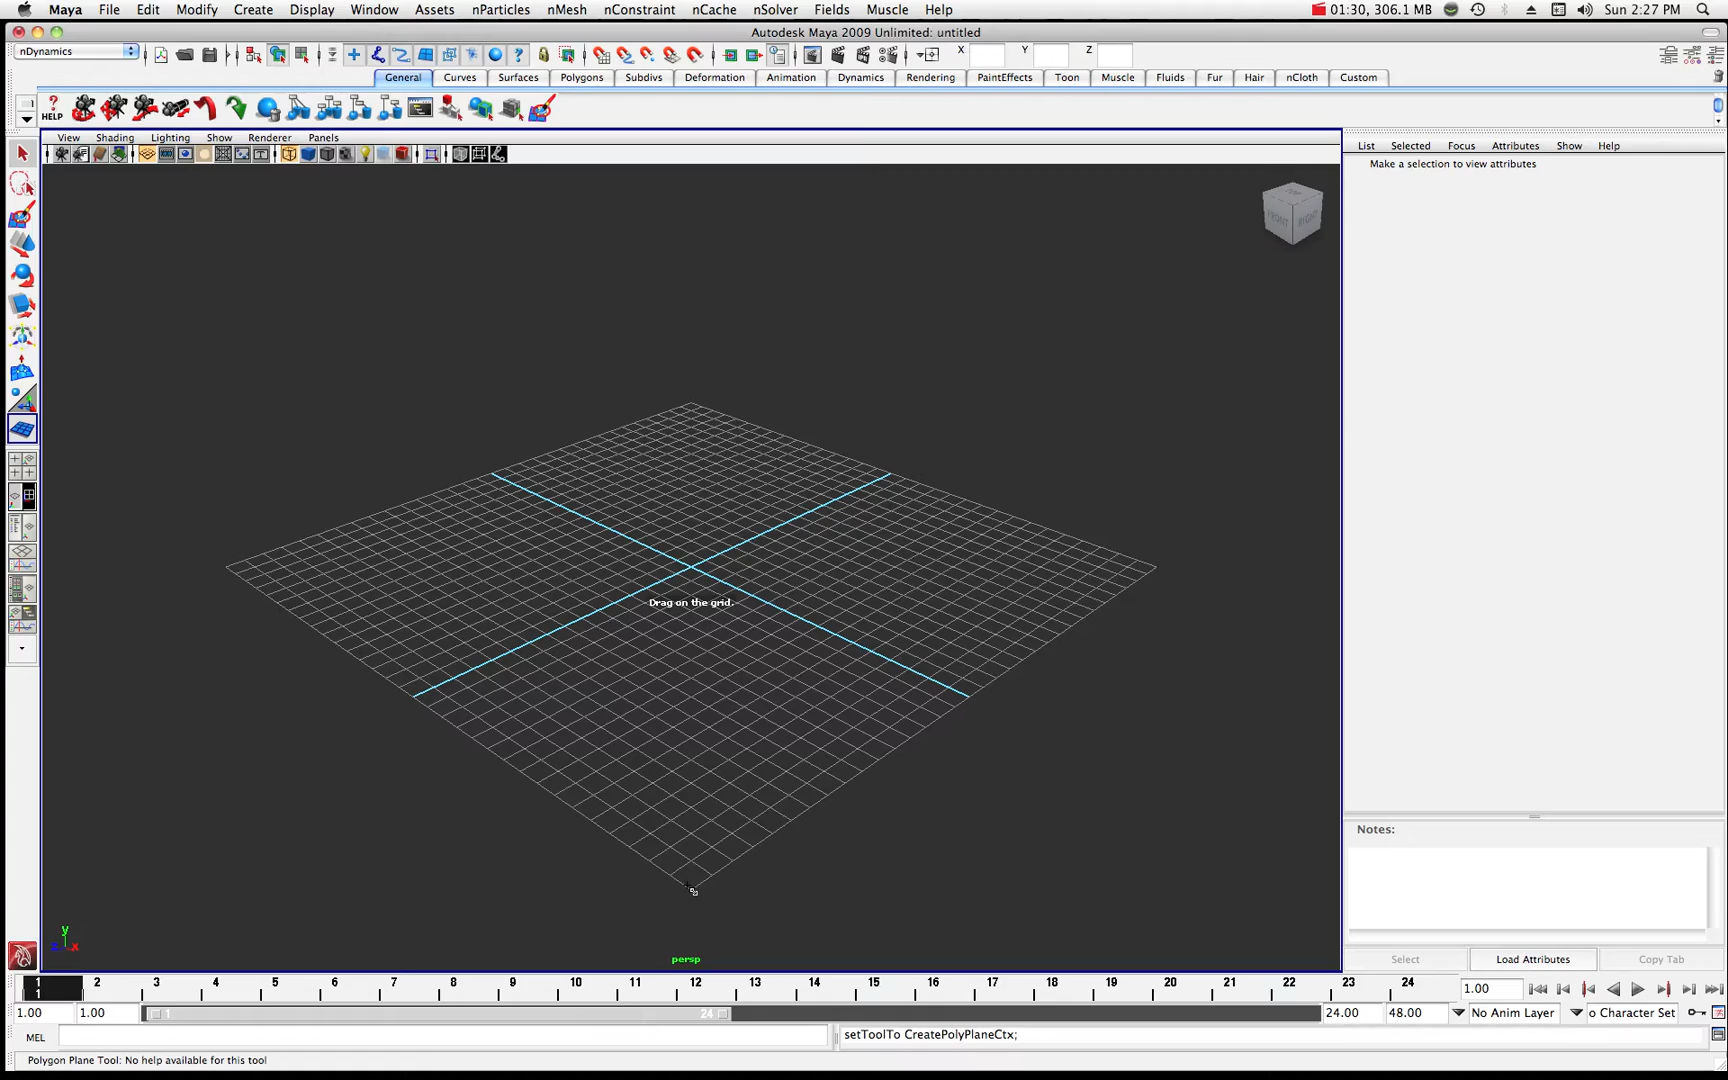 Maya File Edit Modify Create Display Window Assets nParticles nMesh nConstraint nCache nSolver Fields Muscle Help 01:30, 306.1 MB Sun 2:27 PM
Autodesk Maya 2009 Unlimited: untitled
nDynamics X Y Z
General Curves Surfaces Polygons Subdivs Deformation Animation Dynamics Rendering PaintEffects Toon Muscle Fluids Fur Hair nCloth Custom
? HELP
View Shading Lighting Show Renderer Panels
List Selected Focus Attributes Show Help
Make a selection to view attributes
TOP
FRONT RIGHT
Drag on the grid.
Notes:
y
z x
persp
Select Load Attributes Copy Tab
1 2 3 4 5 6 7 8 9 10 11 12 13 14 15 16 17 18 19 20 21 22 23 24 1.00
1
1.00 1.00 1 24 24.00 48.00 No Anim Layer o Character Set
MEL setToolTo CreatePolyPlaneCtx;
Polygon Plane Tool: No help available for this tool